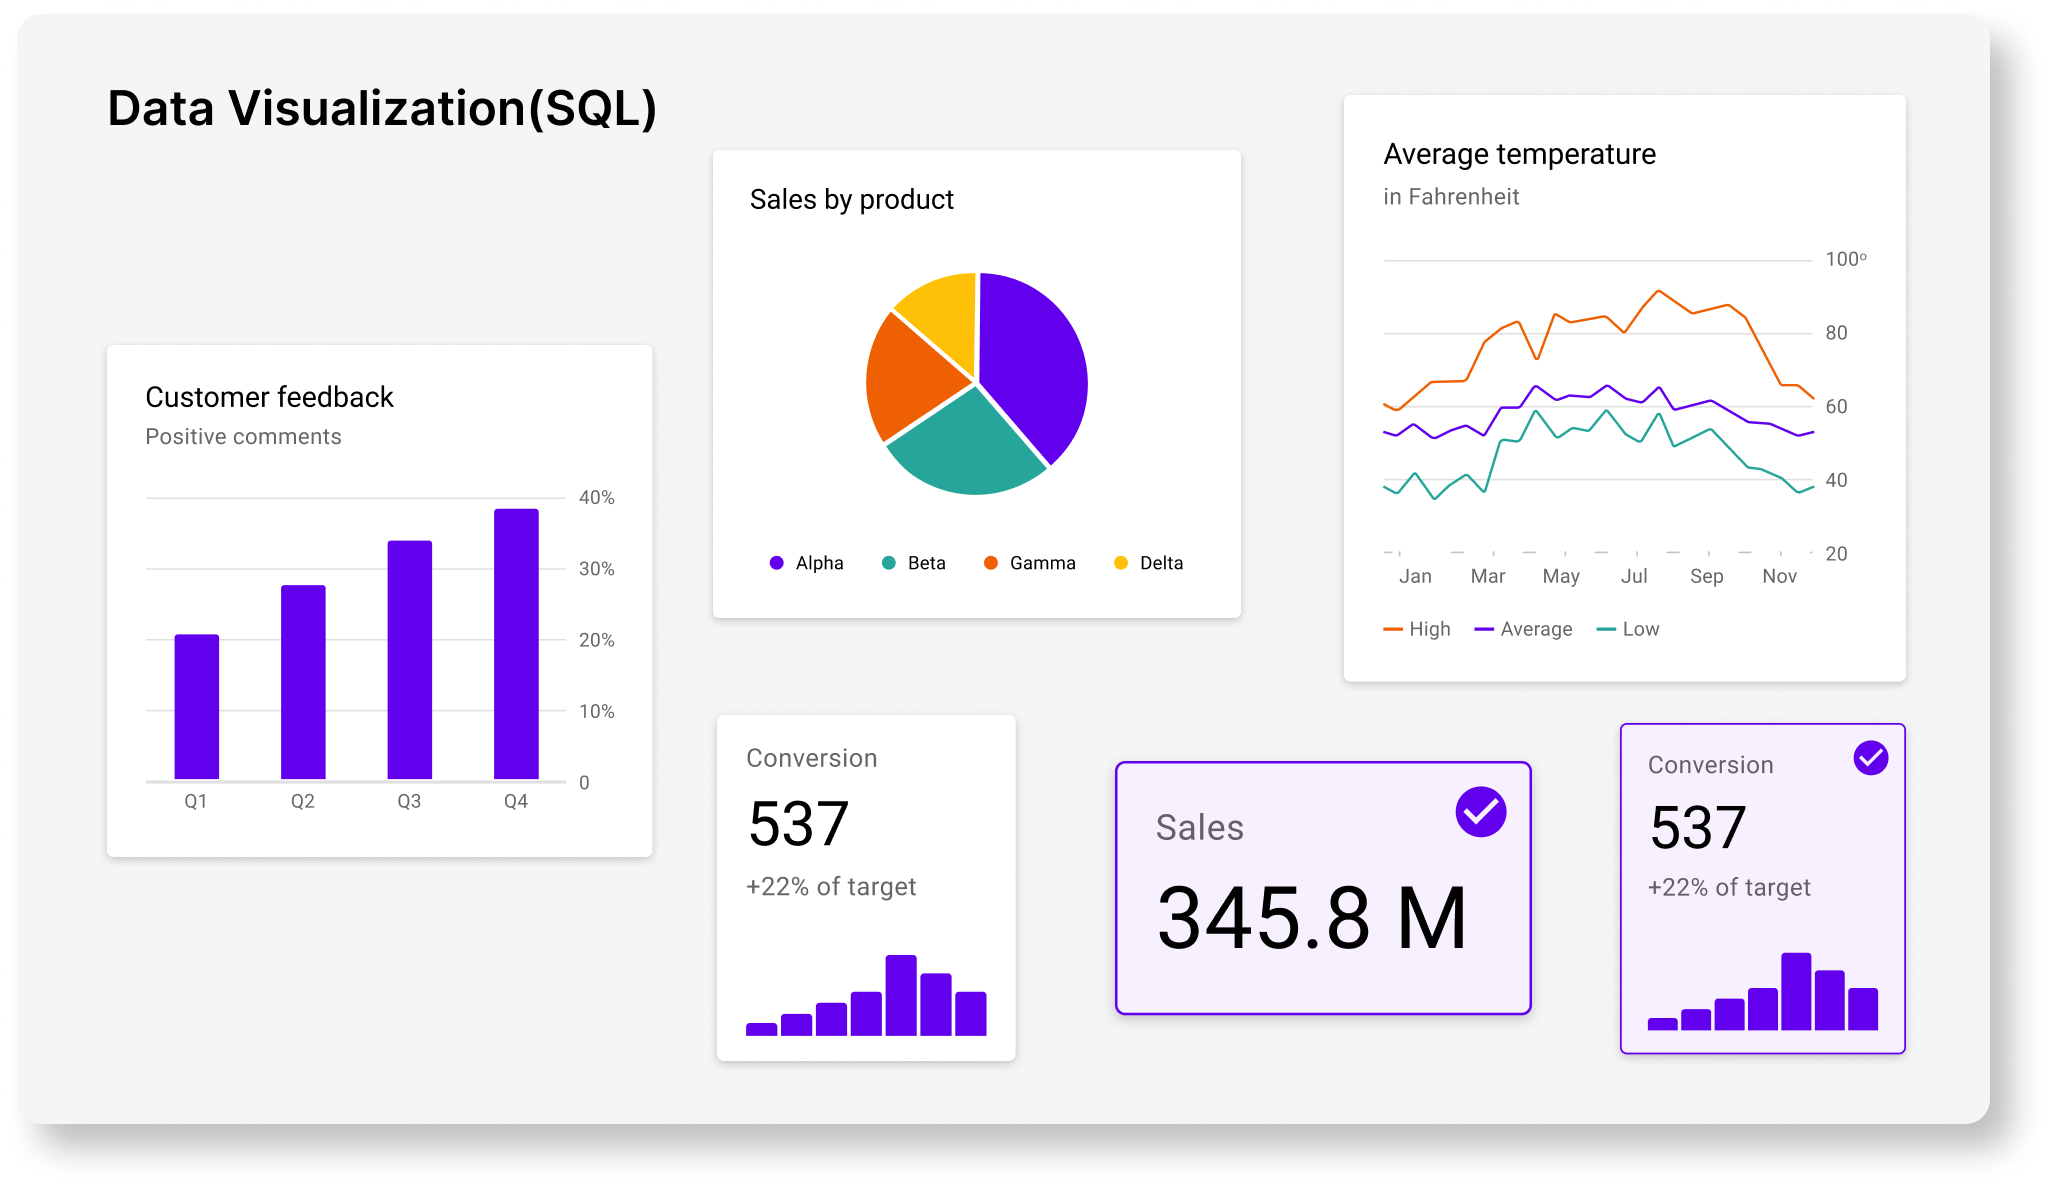 Data Visualization(SQL)
Customer feedback
Positive comments
40%
30%
20%
10%
0
Q1 Q2 Q3 Q4
Sales by product
Alpha Beta Gamma Delta
Average temperature
in Fahrenheit
100º
80
60
40
20
Jan Mar May Jul Sep Nov
High Average Low
Conversion
537
+22% of target
Sales
345.8 M
Conversion
537
+22% of target